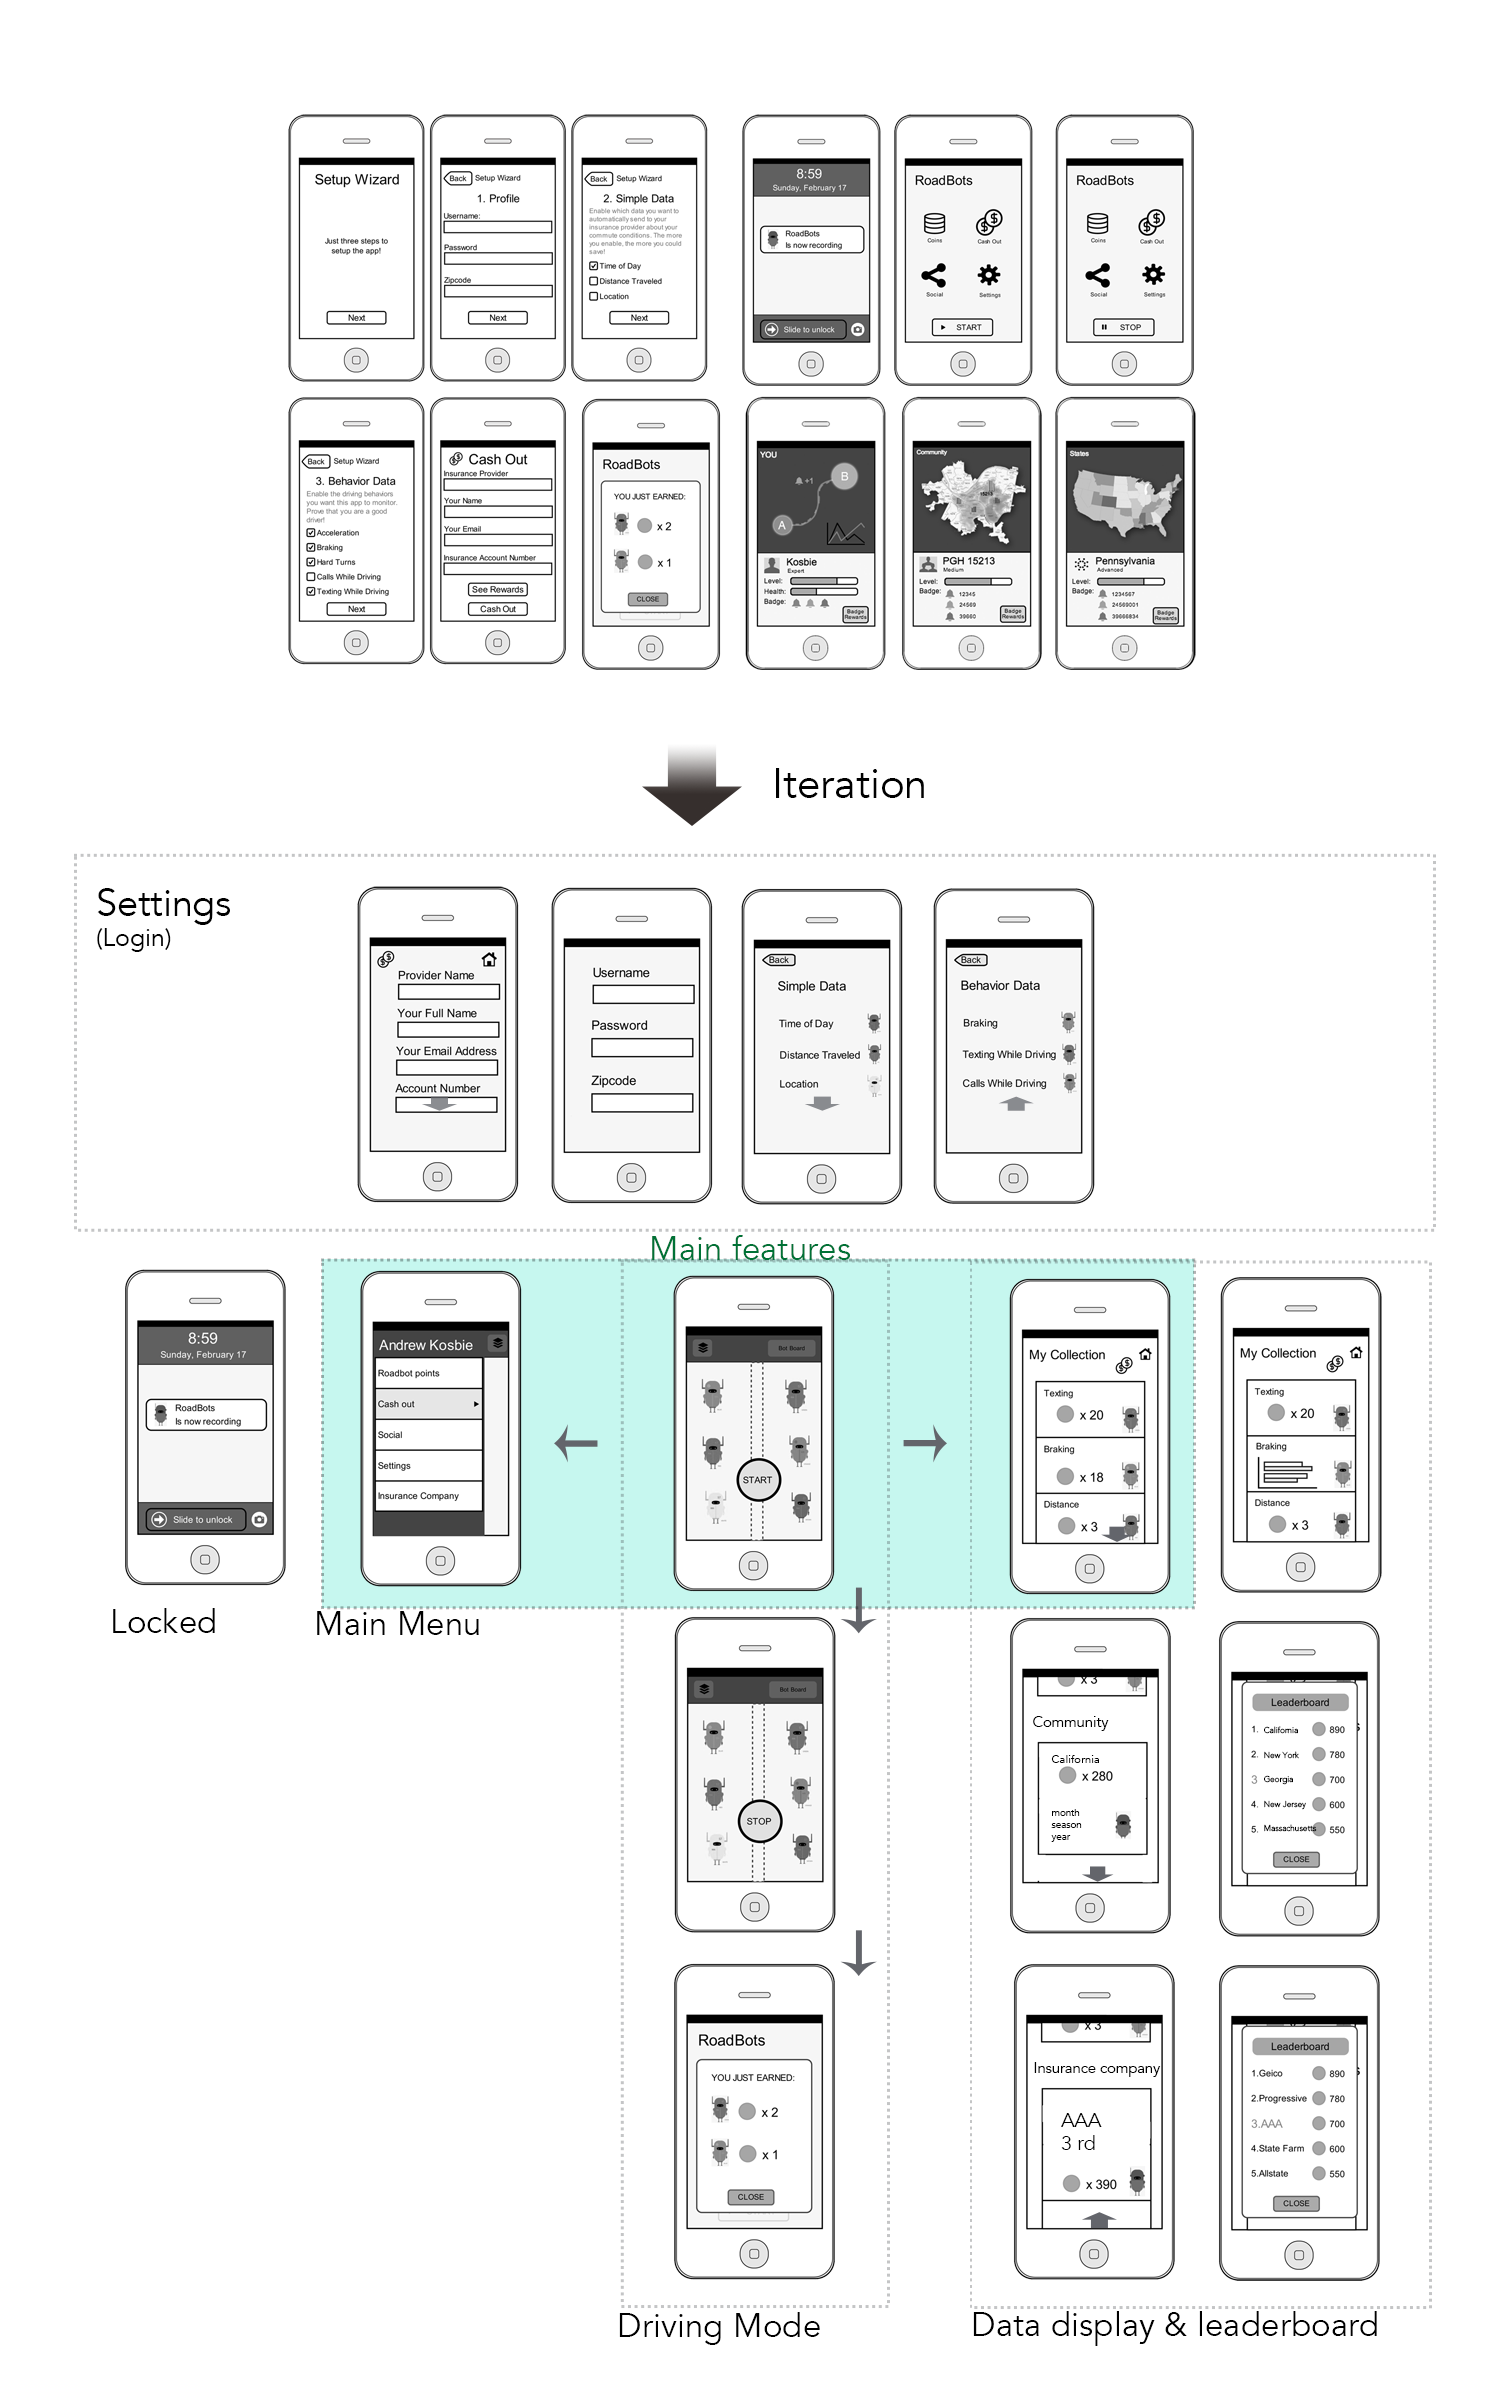 Setup Wizard
Just three steps to
setup the app!
Next
Back
Setup Wizard
1. Profile
Username:
Password
Zipcode
Next
Back
Setup Wizard
2. Simple Data
Enable which data you want to
automatically send to your
insurance provider about your
commute conditions. The more
you enable, the more you could
save!
Time of Day
Distance Traveled
Location
Next
8:59
Sunday, February 17
RoadBots
Is now recording
Slide to unlock
RoadBots
Coins
Cash Out
Social
Settings
START
RoadBots
Coins
Cash Out
Social
Settings
STOP
Back
Setup Wizard
3. Behavior Data
Enable the driving behaviors
you want this app to monitor.
Prove that you are a good
driver!
Acceleration
Braking
Hard Turns
Calls While Driving
Texting While Driving
Next
Cash Out
Insurance Provider
Your Name
Your Email
Insurance Account Number
See Rewards
Cash Out
RoadBots
YOU JUST EARNED:
x 2
x 1
CLOSE
YOU
+1
B
A
Kosbie
Expert
Level:
Health:
Badge:
Badge
Rewards
Community
15213
PGH 15213
Medium
Level:
Badge:
12345
24569
39660
Badge
Rewards
States
Pennsylvania
Advanced
Level:
Badge:
1234567
24569001
39666834
Badge
Rewards
Iteration
Settings
(Login)
Provider Name
Your Full Name
Your Email Address
Account Number
Username
Password
Zipcode
Back
Simple Data
Time of Day
Distance Traveled
Location
Back
Behavior Data
Braking
Texting While Driving
Calls While Driving
Main features
8:59
Sunday, February 17
RoadBots
Is now recording
Slide to unlock
Locked
Andrew Kosbie
Roadbot points
Cash out
Social
Settings
Insurance Company
Main Menu
Bot Board
START
My Collection
Texting
x 20
Braking
x 18
Distance
x 3
My Collection
Texting
x 20
Braking
Distance
x 3
Bot Board
STOP
x 3
Community
California
x 280
month
season
year
Leaderboard
1. California 890
2. New York 780
3 Georgia 700
4. New Jersey 600
5. Massachusetts 550
CLOSE
RoadBots
YOU JUST EARNED:
x 2
x 1
CLOSE
x 3
Insurance company
AAA
3 rd
x 390
Leaderboard
1.Geico 890
2.Progressive 780
3.AAA 700
4.State Farm 600
5.Allstate 550
CLOSE
Driving Mode
Data display & leaderboard